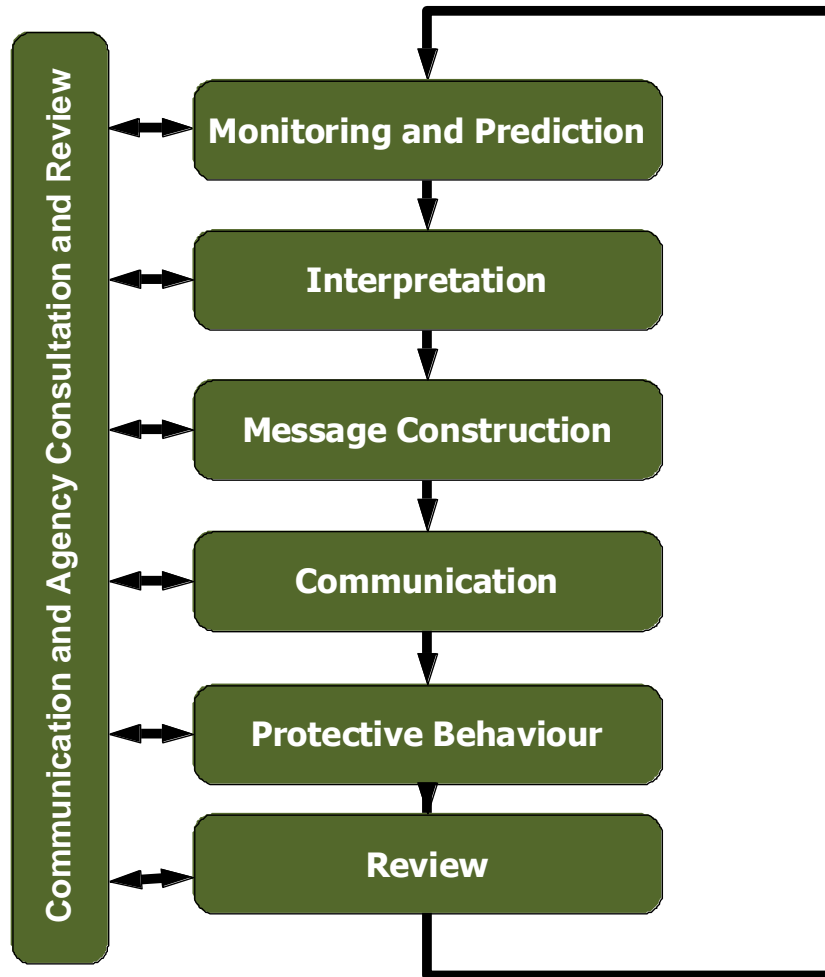 Communication and Agency Consultation and Review
Monitoring and Prediction
Interpretation
Message Construction
Communication
Protective Behaviour
Review